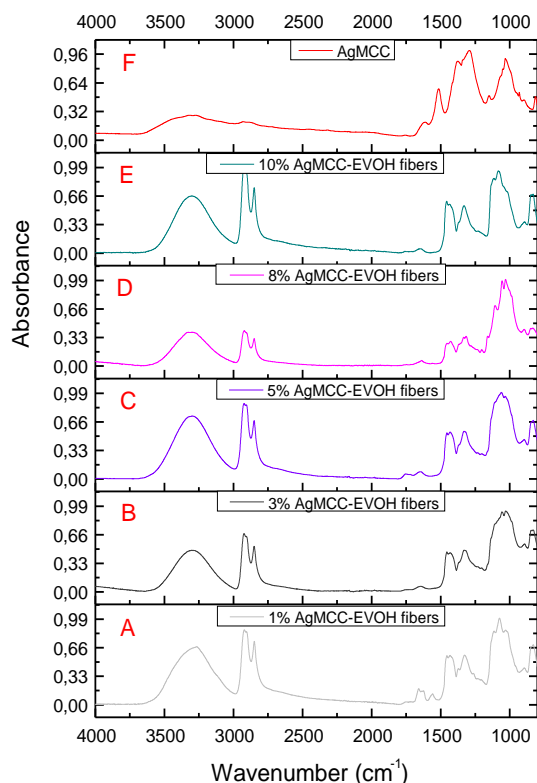 4000 3500 3000 2500 2000 1500 1000
F
AgMCC
0.96
0.64
0.32
0.00
E
10% AgMCC-EVOH fibers
0.99
0.66
0.33
0.00
D
8% AgMCC-EVOH fibers
0.99
0.66
0.33
0.00
C
5% AgMCC-EVOH fibers
0.99
0.66
0.33
0.00
B
3% AgMCC-EVOH fibers
0,99
0,66
0,33
0,00
A
1% AgMCC-EVOH fibers
0,99
0,66
0,33
0,00
4000 3500 3000 2500 2000 1500 1000
Absorbance
Wavenumber (cm⁻¹)